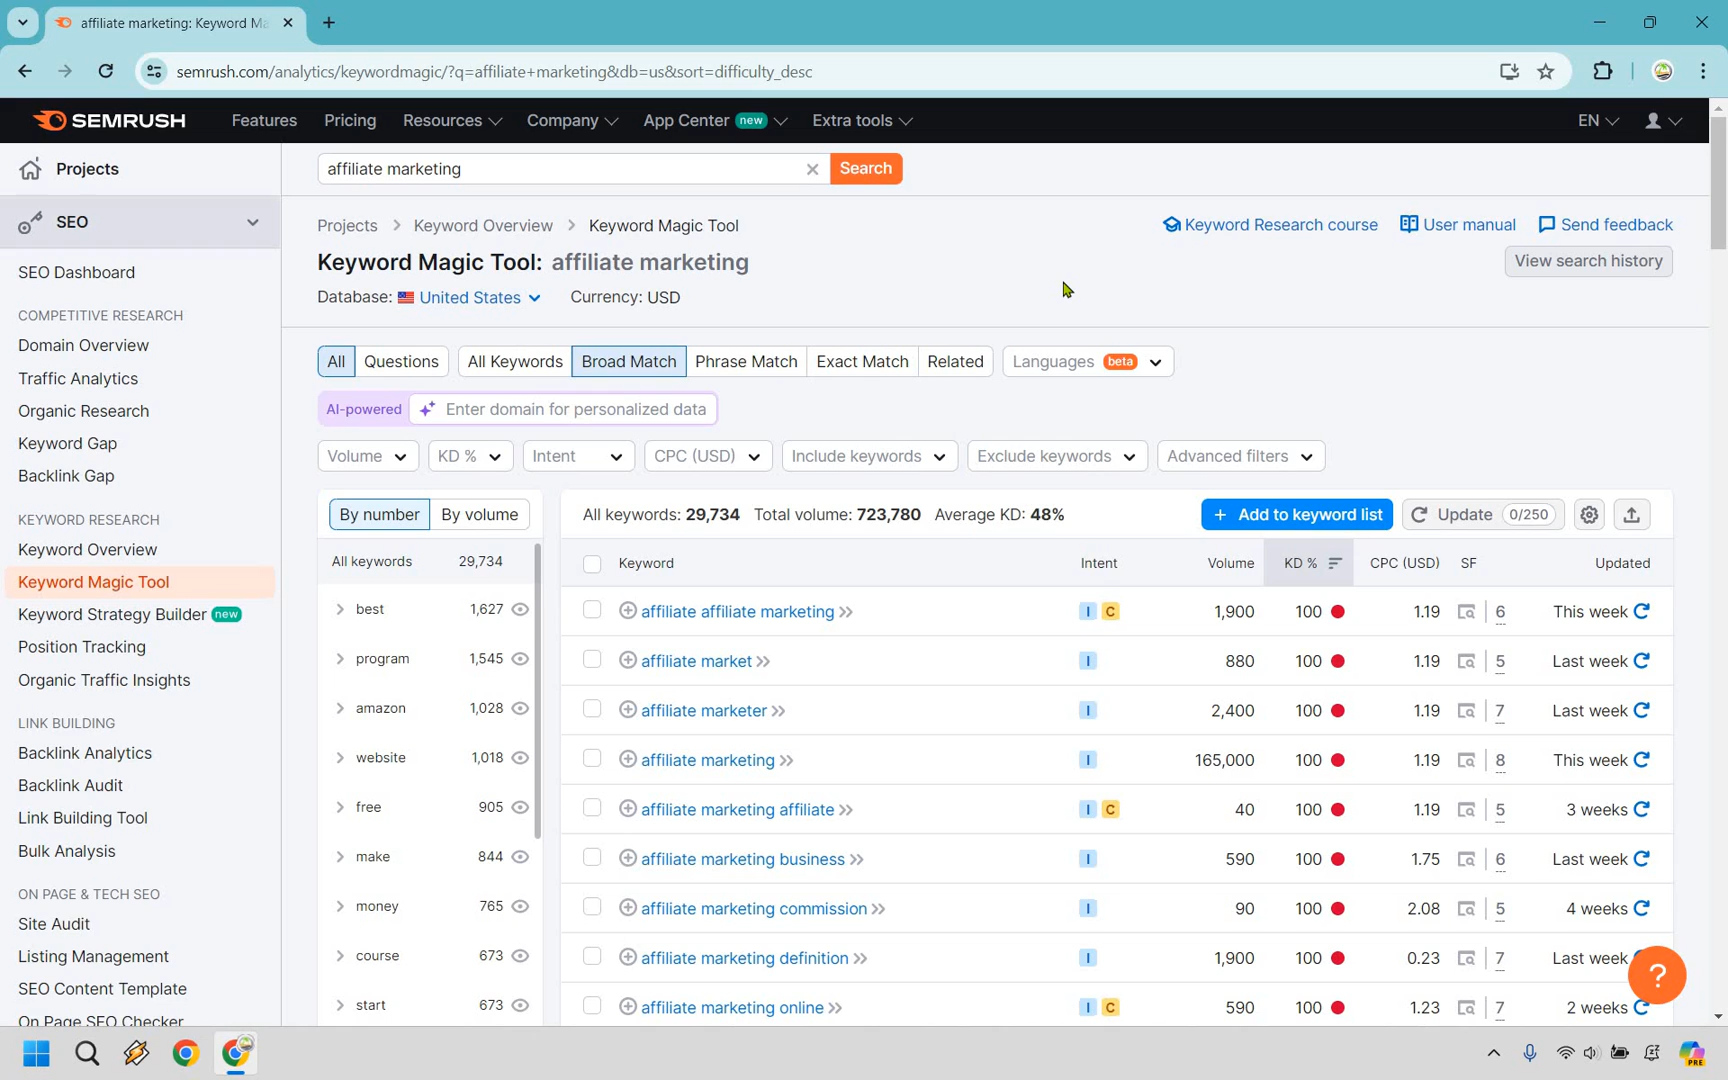 affiliate marketing: Keyword Ma
semrush.com/analytics/keywordmagic/?q=affiliate+marketing&db=us&sort=difficulty_desc
SEMRUSH
Features
Pricing
Resources
Company
App Center new
Extra tools
EN
Projects
SEO
SEO Dashboard
COMPETITIVE RESEARCH
Domain Overview
Traffic Analytics
Organic Research
Keyword Gap
Backlink Gap
KEYWORD RESEARCH
Keyword Overview
Keyword Magic Tool
Keyword Strategy Builder new
Position Tracking
Organic Traffic Insights
LINK BUILDING
Backlink Analytics
Backlink Audit
Link Building Tool
Bulk Analysis
ON PAGE & TECH SEO
Site Audit
Listing Management
SEO Content Template
On Page SEO Checker
affiliate marketing
Search
Projects > Keyword Overview > Keyword Magic Tool
Keyword Research course
User manual
Send feedback
Keyword Magic Tool: affiliate marketing
View search history
Database: United States
Currency: USD
All Questions
All Keywords Broad Match Phrase Match Exact Match Related
Languages beta
AI-powered Enter domain for personalized data
Volume
KD %
Intent
CPC (USD)
Include keywords
Exclude keywords
Advanced filters
By number By volume
All keywords 29,734
best 1,627
program 1,545
amazon 1,028
website 1,018
free 905
make 844
money 765
course 673
start 673
All keywords: 29,734 Total volume: 723,780 Average KD: 48%
+ Add to keyword list
Update 0/250
Keyword Intent Volume KD % CPC (USD) SF Updated
affiliate affiliate marketing >> I C 1,900 100 1.19 6 This week
affiliate market >> I 880 100 1.19 5 Last week
affiliate marketer >> I 2,400 100 1.19 7 Last week
affiliate marketing >> I 165,000 100 1.19 8 This week
affiliate marketing affiliate >> I C 40 100 1.19 5 3 weeks
affiliate marketing business >> I 590 100 1.75 6 Last week
affiliate marketing commission >> I 90 100 2.08 5 4 weeks
affiliate marketing definition >> I 1,900 100 0.23 7 Last week
affiliate marketing online >> I C 590 100 1.23 7 2 weeks
?
PRE